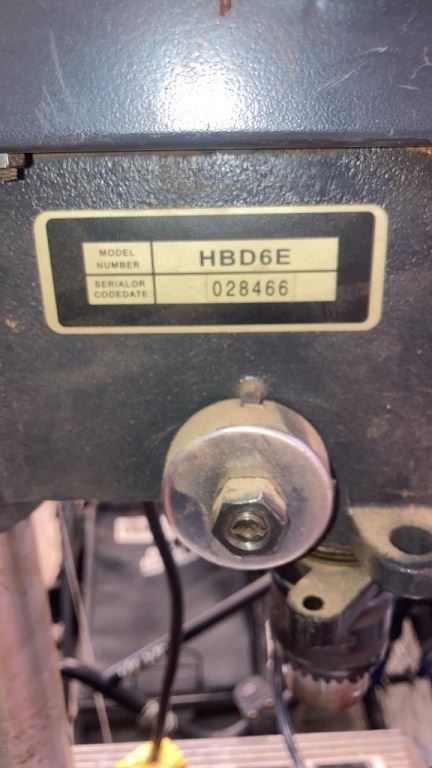 MODEL
NUMBER
HBD6E
SERIALOR
CODEDATE
028466